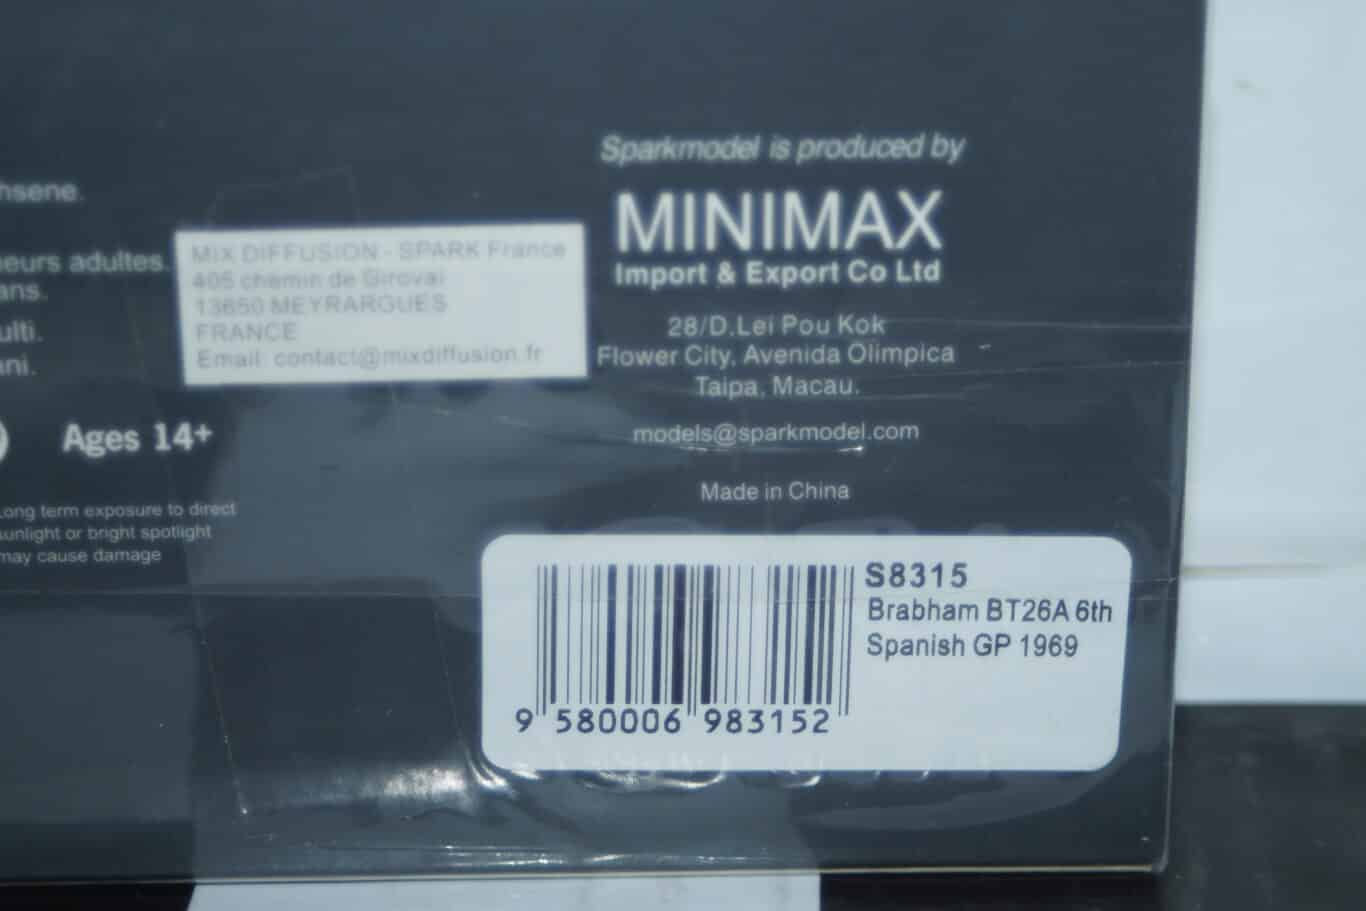 hsene.
neurs adultes.
ans.
ulti.
ani.
Ages 14+
Long term exposure to direct
sunlight or bright spotlight
may cause damage
MIX DIFFUSION - SPARK France
405 chemin de Giroval
13650 MEYRARGUES
FRANCE
Email: contact@mixdiffusion.fr
Sparkmodel is produced by
MINIMAX
Import & Export Co Ltd
28/D,Lei Pou Kok
Flower City, Avenida Olimpica
Taipa, Macau.
models@sparkmodel.com
Made in China
S8315
Brabham BT26A 6th
Spanish GP 1969
9 580006 983152